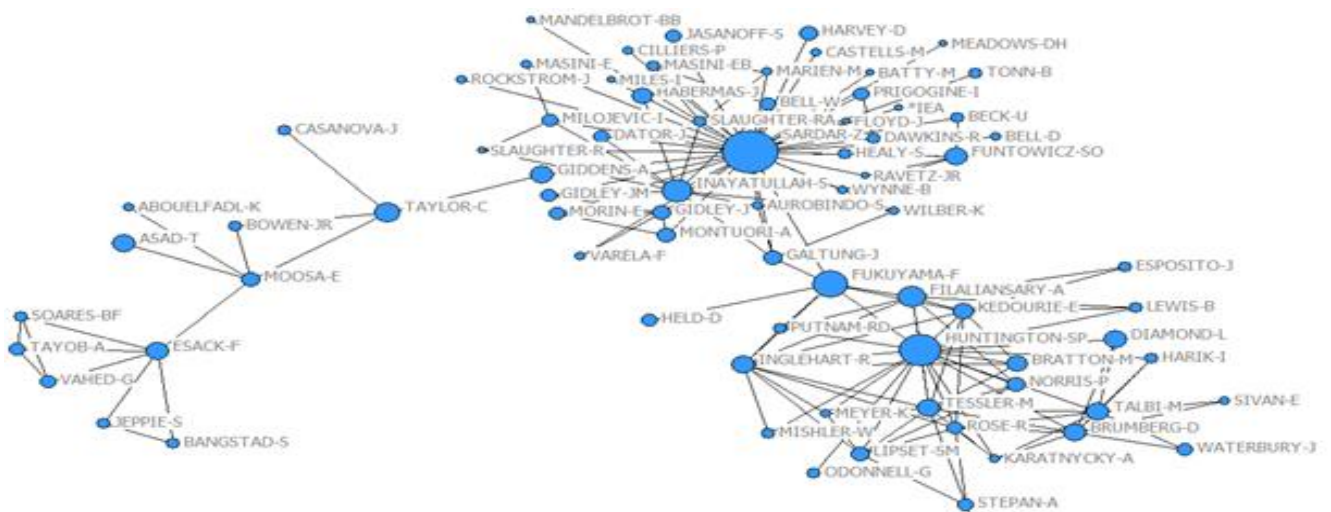 MANDELBROT-BB
JASANOFF-S
HARVEY-D
CILLIERS-P
CASTELLS-M
MEADOWS-DH
MASINI-E
MASINI-EB
MARIEN-M
BATTY-M
TONN-B
ROCKSTROM-J
MILES-I
HABERMAS-J
BELL-W
PRIGOGINE-I
*IEA
MILOJEVIC-I
SLAUGHTER-RA
FLOYD-J
BECK-U
CASANOVA-J
DATOR-J
SARDAR-Z
DAWKINS-R
BELL-D
SLAUGHTER-R
HEALY-S
FUNTOWICZ-SO
GIDDENS-A
RAVETZ-JR
INAYATULLAH-S
WYNNE-B
GIDLEY-JM
ABOUELFADL-K
TAYLOR-C
MORIN-E
GIDLEY-J
AUROBINDO-S
WILBER-K
BOWEN-JR
MONTUORI-A
ASAD-T
VARELA-F
GALTUNG-J
MOOSA-E
FUKUYAMA-F
ESPOSITO-J
FILALIANSARY-A
KEDOURIE-E
LEWIS-B
SOARES-BF
HELD-D
PUTNAM-RD
HUNTINGTON-SP
DIAMOND-L
TAYOB-A
ESACK-F
INGLEHART-R
BRATTON-M
HARIK-I
VAHED-G
NORRIS-P
TESSLER-M
TALBI-M
SIVAN-E
JEPPIE-S
MEYER-K
ROSE-R
BRUMBERG-D
BANGSTAD-S
MISHLER-W
LIPSET-SM
KARATNYCKY-A
WATERBURY-J
ODONNELL-G
STEPAN-A